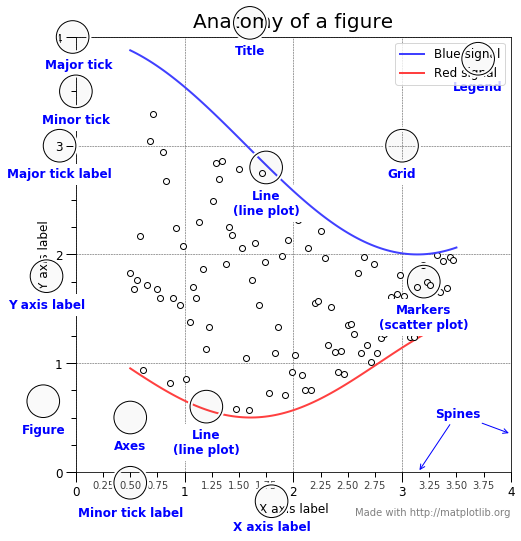 Anatomy of a figure
Title
Blue signal
Red signal
Legend
4
Major tick
Minor tick
3
Major tick label
Grid
Line
(line plot)
Y axis label
2
Y axis label
Markers
(scatter plot)
1
Figure
Axes
Line
(line plot)
Spines
0
0 0.25 0.50 0.75 1 1.25 1.50 1.75 2 2.25 2.50 2.75 3 3.25 3.50 3.75 4
Minor tick label
X axis label
X axis label
Made with http://matplotlib.org